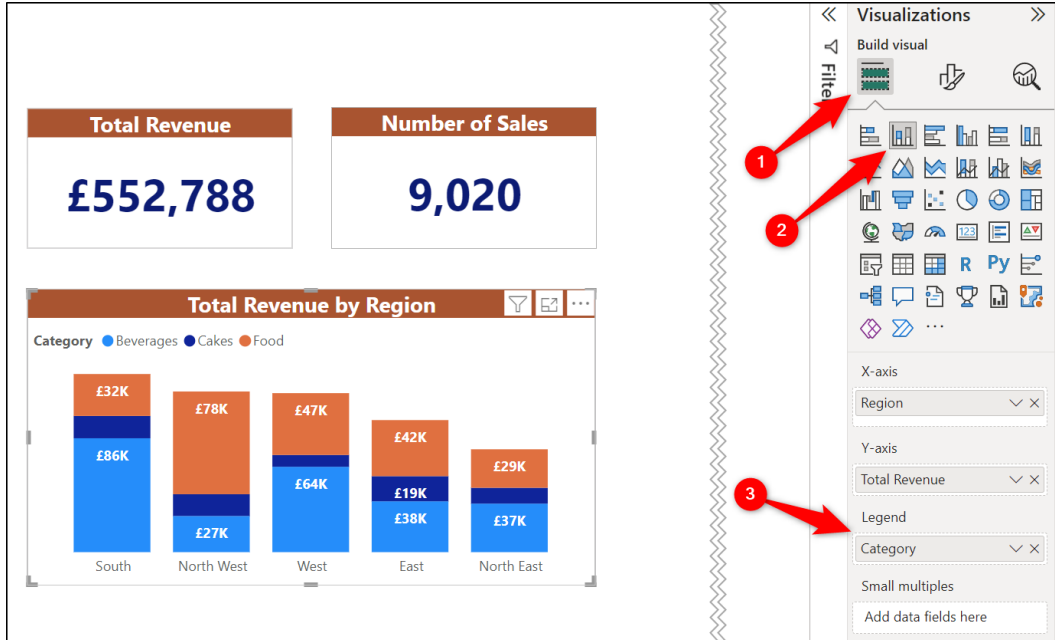 Visualizations
Build visual
Filte
Total Revenue
£552,788
Number of Sales
9,020
1
2
3
123
R
Py
Total Revenue by Region
Category Beverages Cakes Food
£32K
£86K
£78K
£27K
£47K
£64K
£42K
£19K
£38K
£29K
£37K
South North West West East North East
X-axis
Region
Y-axis
Total Revenue
Legend
Category
Small multiples
Add data fields here